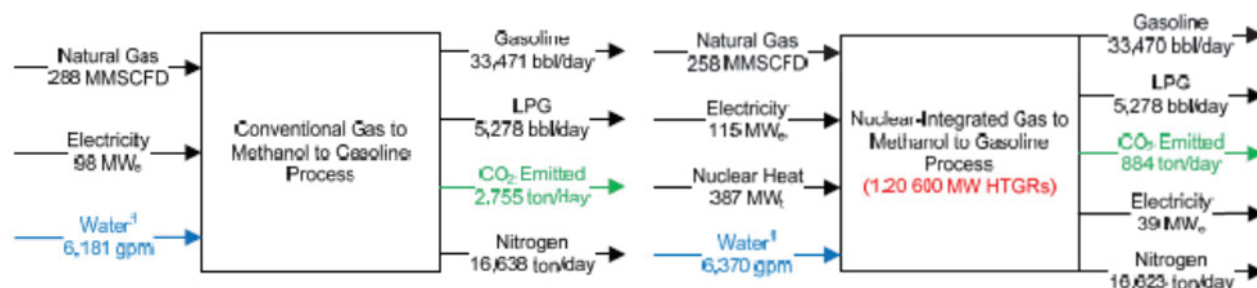 Natural Gas
288 MMSCFD
Electricity
98 MWe
Water¹
6,181 gpm
Conventional Gas to
Methanol to Gasoline
Process
Gasoline
33,471 bbl/day
LPG
5,278 bbl/day
CO₂ Emitted
2,755 ton/day
Nitrogen
16,638 ton/day
Natural Gas
258 MMSCFD
Electricity
115 MWe
Nuclear Heat
387 MWt
Water¹
6,370 gpm
Nuclear-Integrated Gas to
Methanol to Gasoline
Process
(1.20 600 MW HTGRs)
Gasoline
33,470 bbl/day
LPG
5,278 bbl/day
CO₂ Emitted
884 ton/day
Electricity
39 MWe
Nitrogen
16,623 ton/day